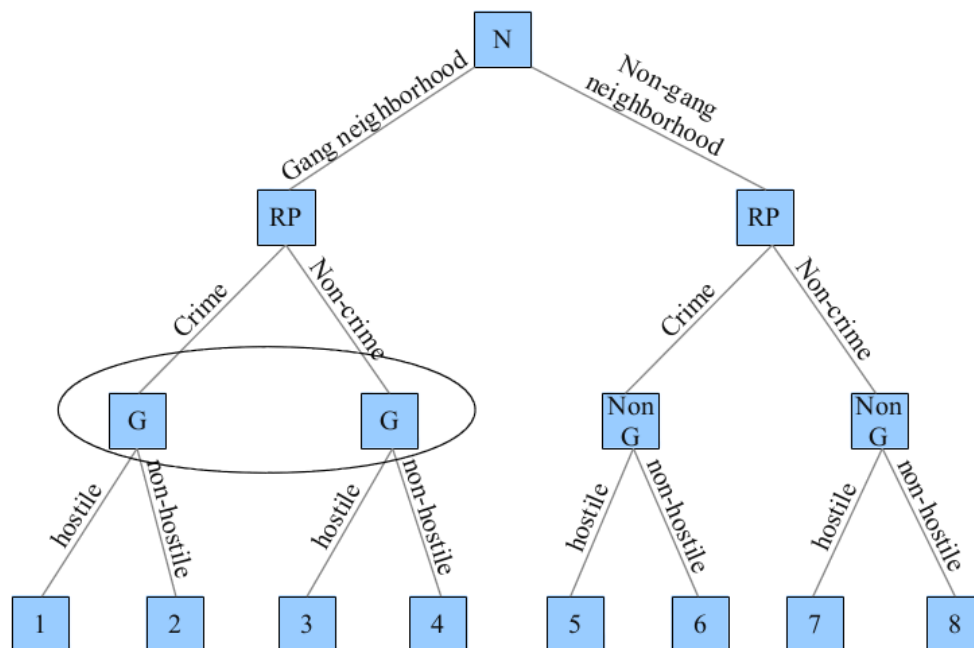 N
Gang neighborhood
Non-gang
neighborhood
RP
RP
Crime
Non-crime
Crime
Non-crime
G
G
Non
G
Non
G
hostile
non-hostile
hostile
non-hostile
hostile
non-hostile
hostile
non-hostile
1
2
3
4
5
6
7
8